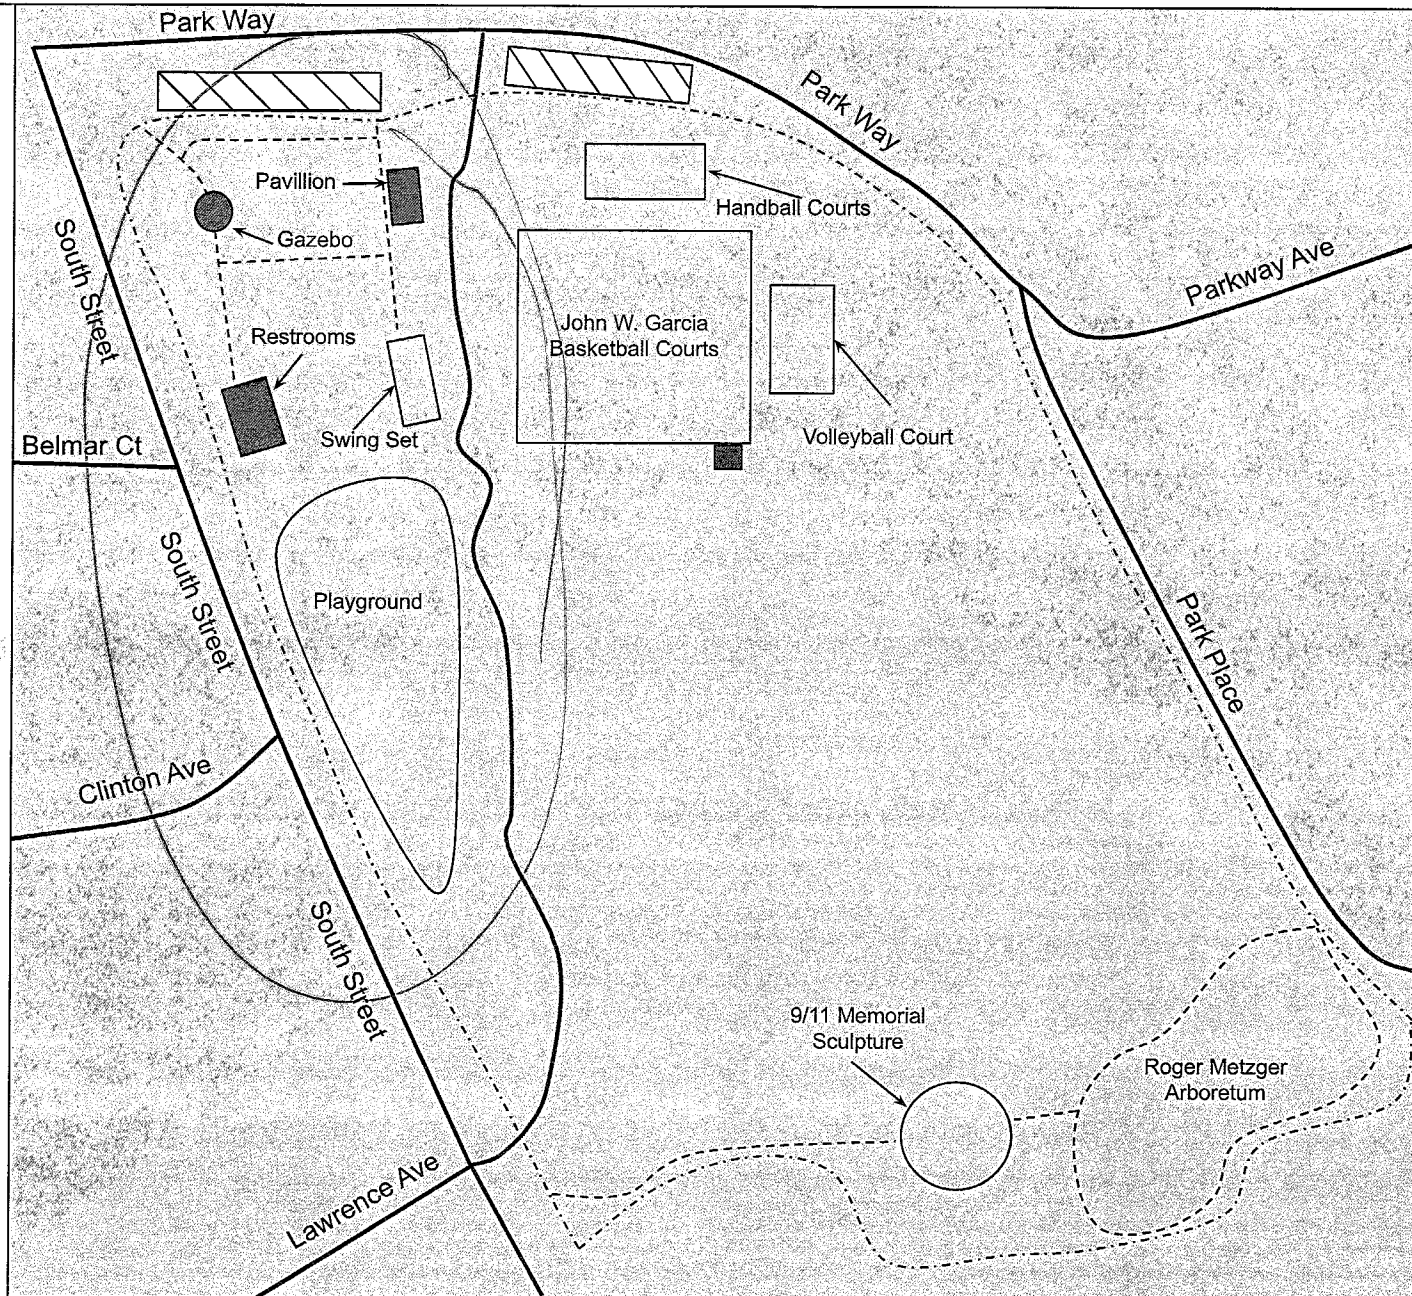 Park Way
Park Way
Pavillion
Handball Courts
Gazebo
South Street
Parkway Ave
John W. Garcia
Basketball Courts
Restrooms
Swing Set
Volleyball Court
Belmar Ct
South Street
Playground
Park Place
Clinton Ave
South Street
9/11 Memorial
Sculpture
Roger Metzger
Arboretum
Lawrence Ave